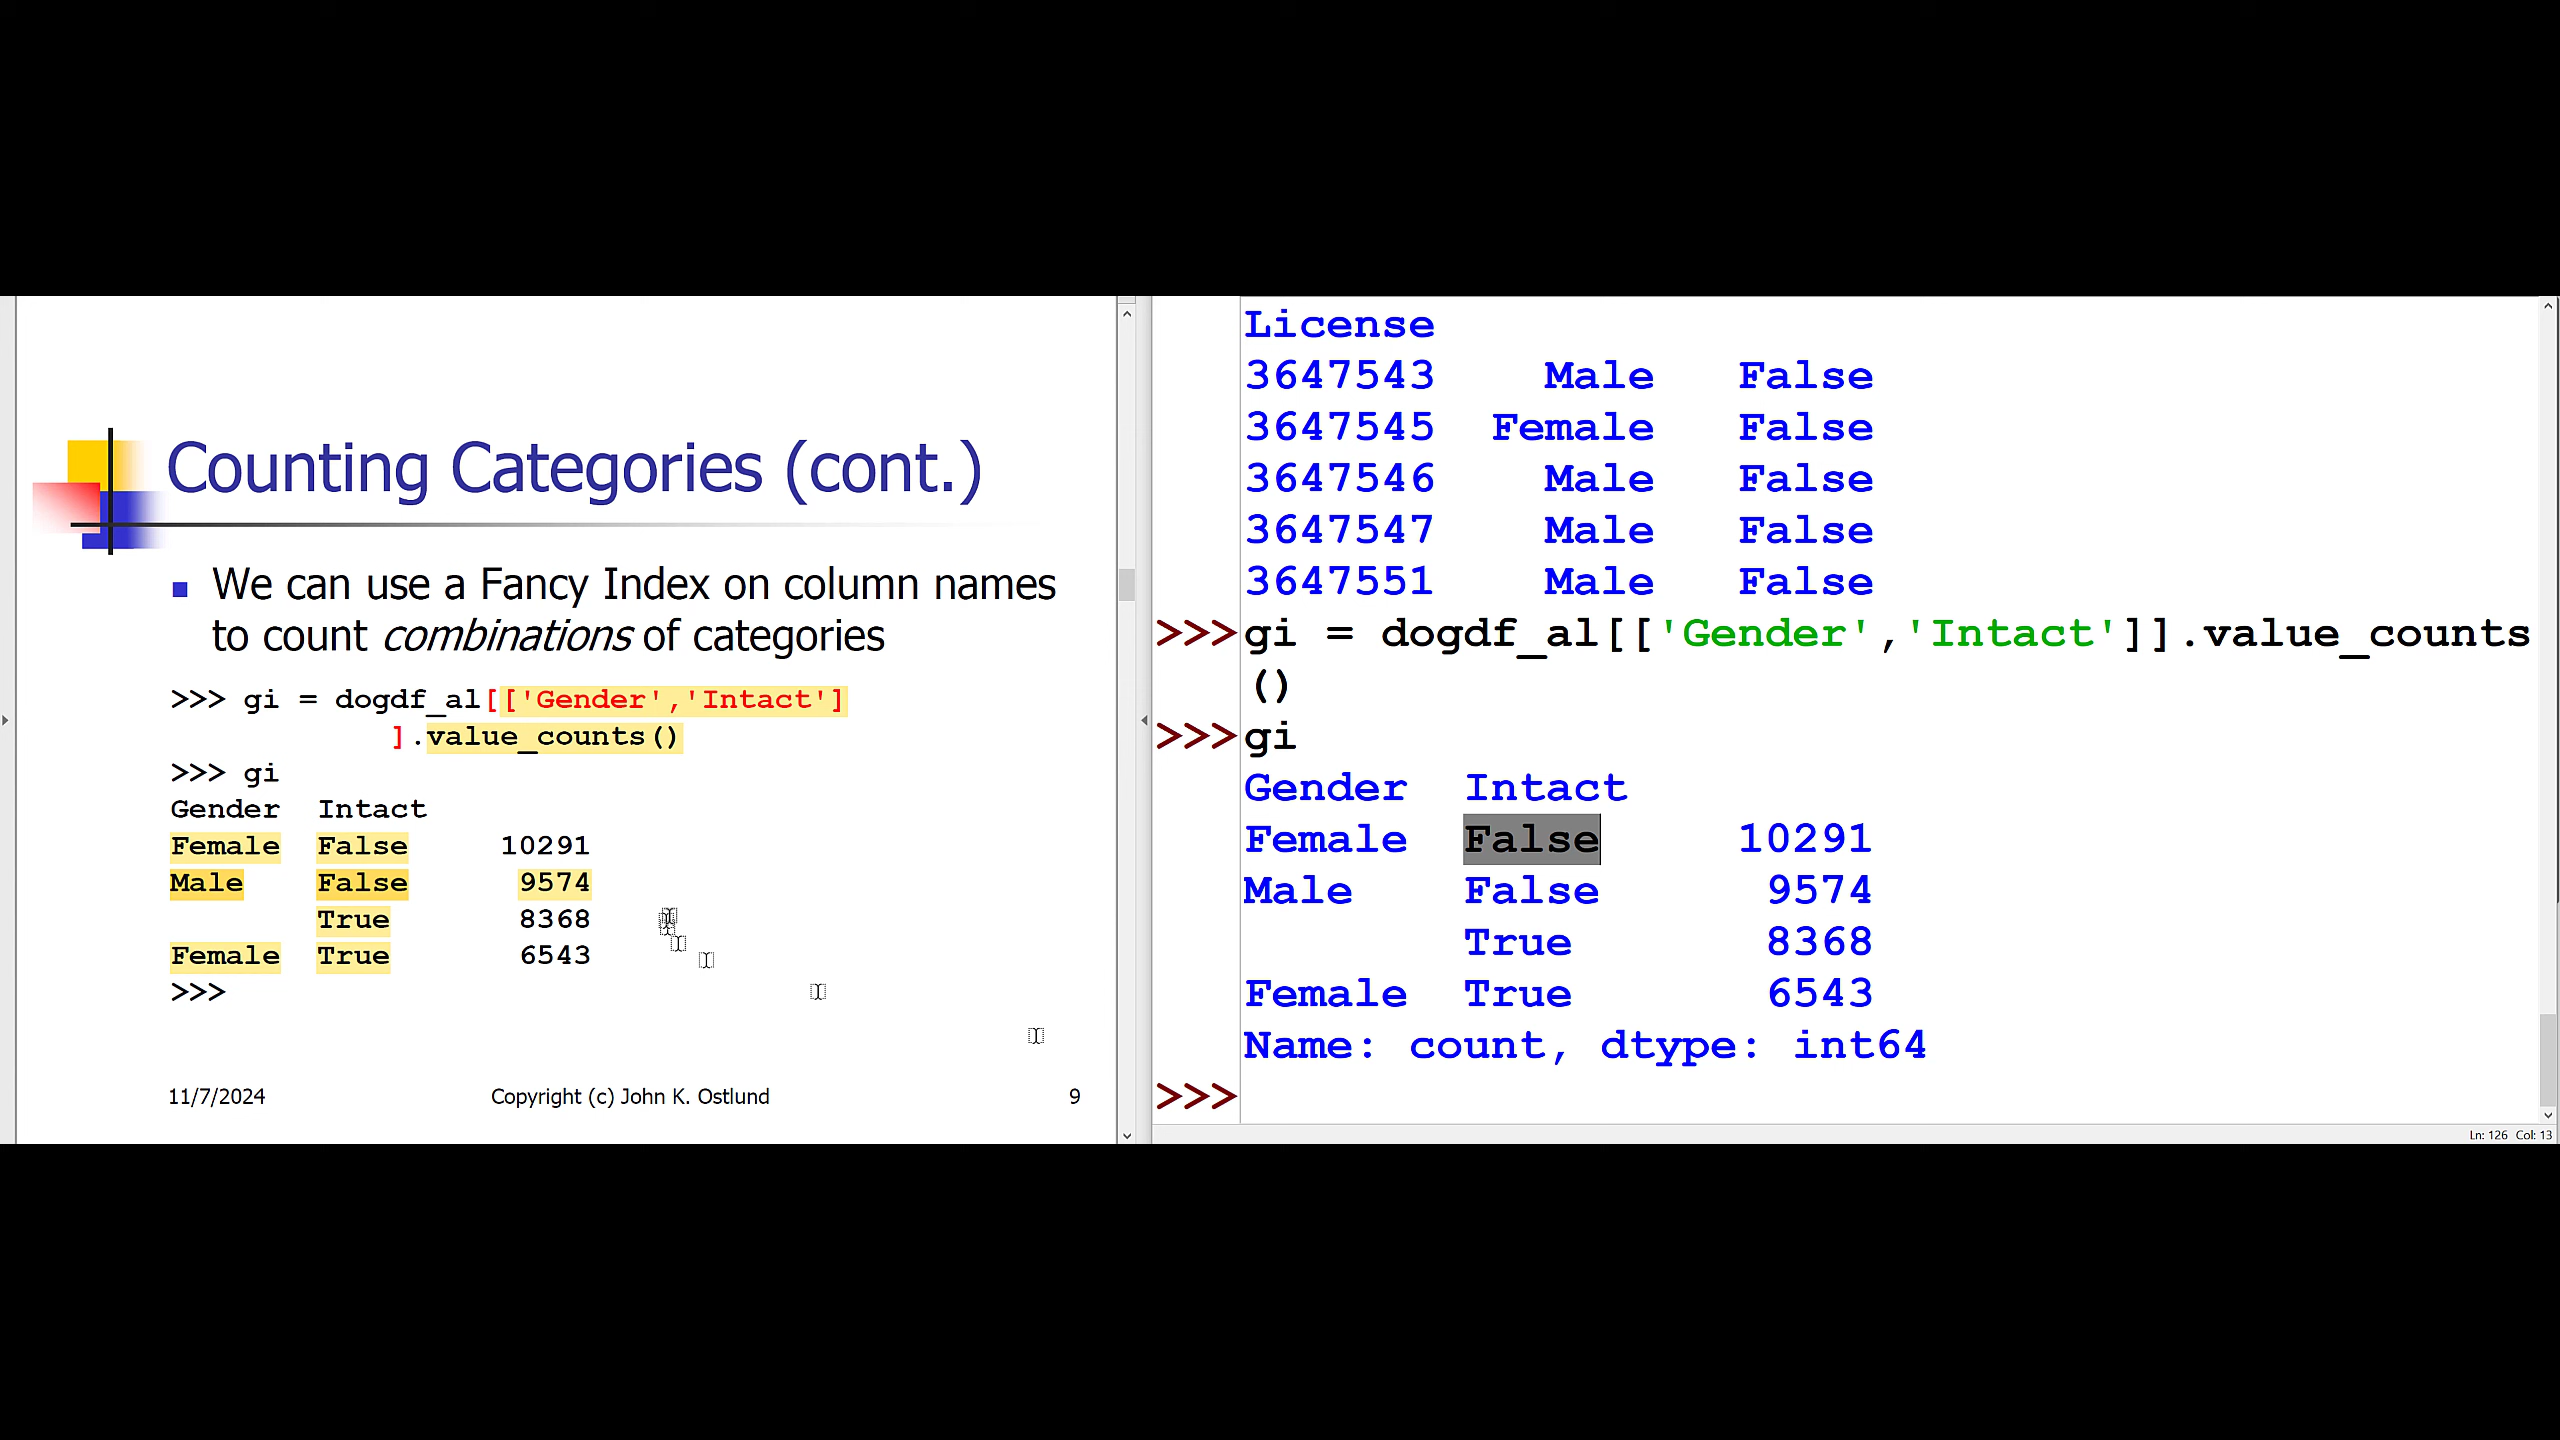 Counting Categories (cont.)
We can use a Fancy Index on column names
to count combinations of categories
>>> gi = dogdf_al[['Gender','Intact']
].value_counts()
>>> gi
Gender Intact
Female False 10291
Male False 9574
True 8368
Female True 6543
>>>
11/7/2024 Copyright (c) John K. Ostlund 9
License
3647543 Male False
3647545 Female False
3647546 Male False
3647547 Male False
3647551 Male False
>>> gi = dogdf_al[['Gender','Intact']].value_counts
()
>>> gi
Gender Intact
Female False 10291
Male False 9574
True 8368
Female True 6543
Name: count, dtype: int64
>>>
Ln: 126 Col: 13